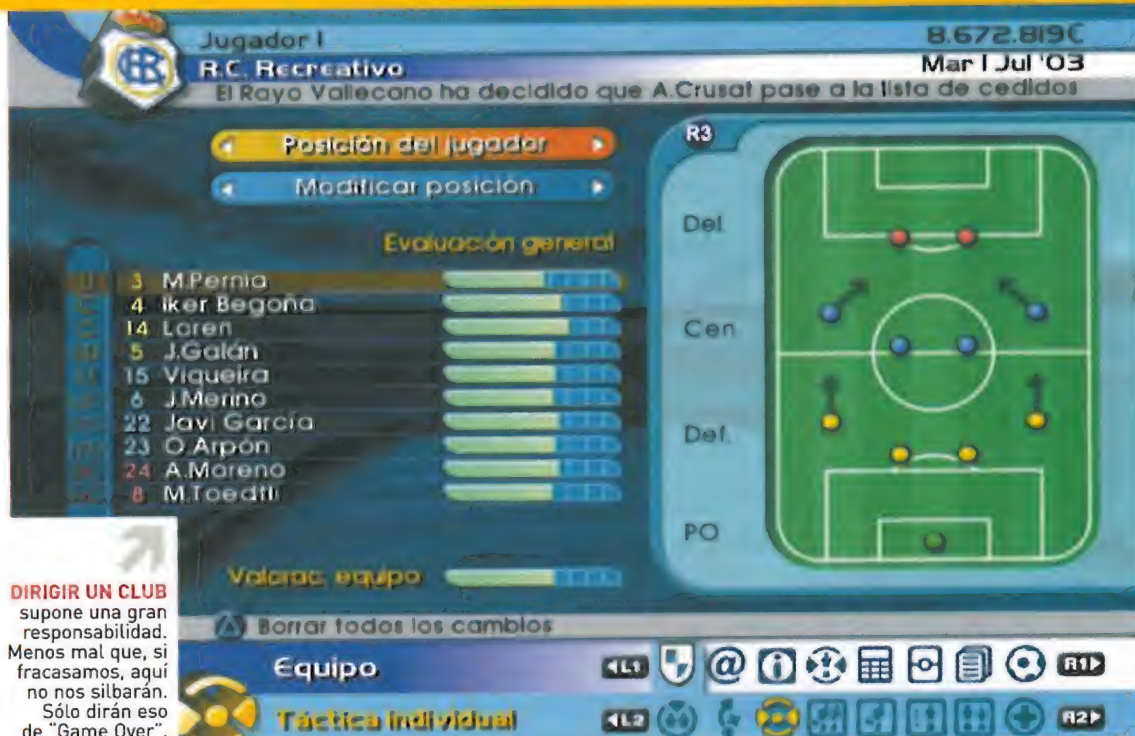 Jugador 1
8.672.819€
R.C. Recreativo
Mar 1 Jul '03
El Rayo Vallecano ha decidido que A.Crusat pase a la lista de cedidos
Posición del jugador
Modificar posición
Evaluación general
3 M.Pernia
4 Iker Begoña
14 Loren
5 J.Galán
15 Viqueira
6 J.Merino
22 Javi García
23 O.Arpón
24 A.Moreno
8 M.Toedtli
Valorac. equipo
R3
Del.
Cen.
Def.
PO
Borrar todos los cambios
Equipo
L1
R1
Táctica individual
L2
R2
DIRIGIR UN CLUB
supone una gran
responsabilidad.
Menos mal que, si
fracasamos, aquí
no nos silbarán.
Sólo dirán eso
de "Game Over".